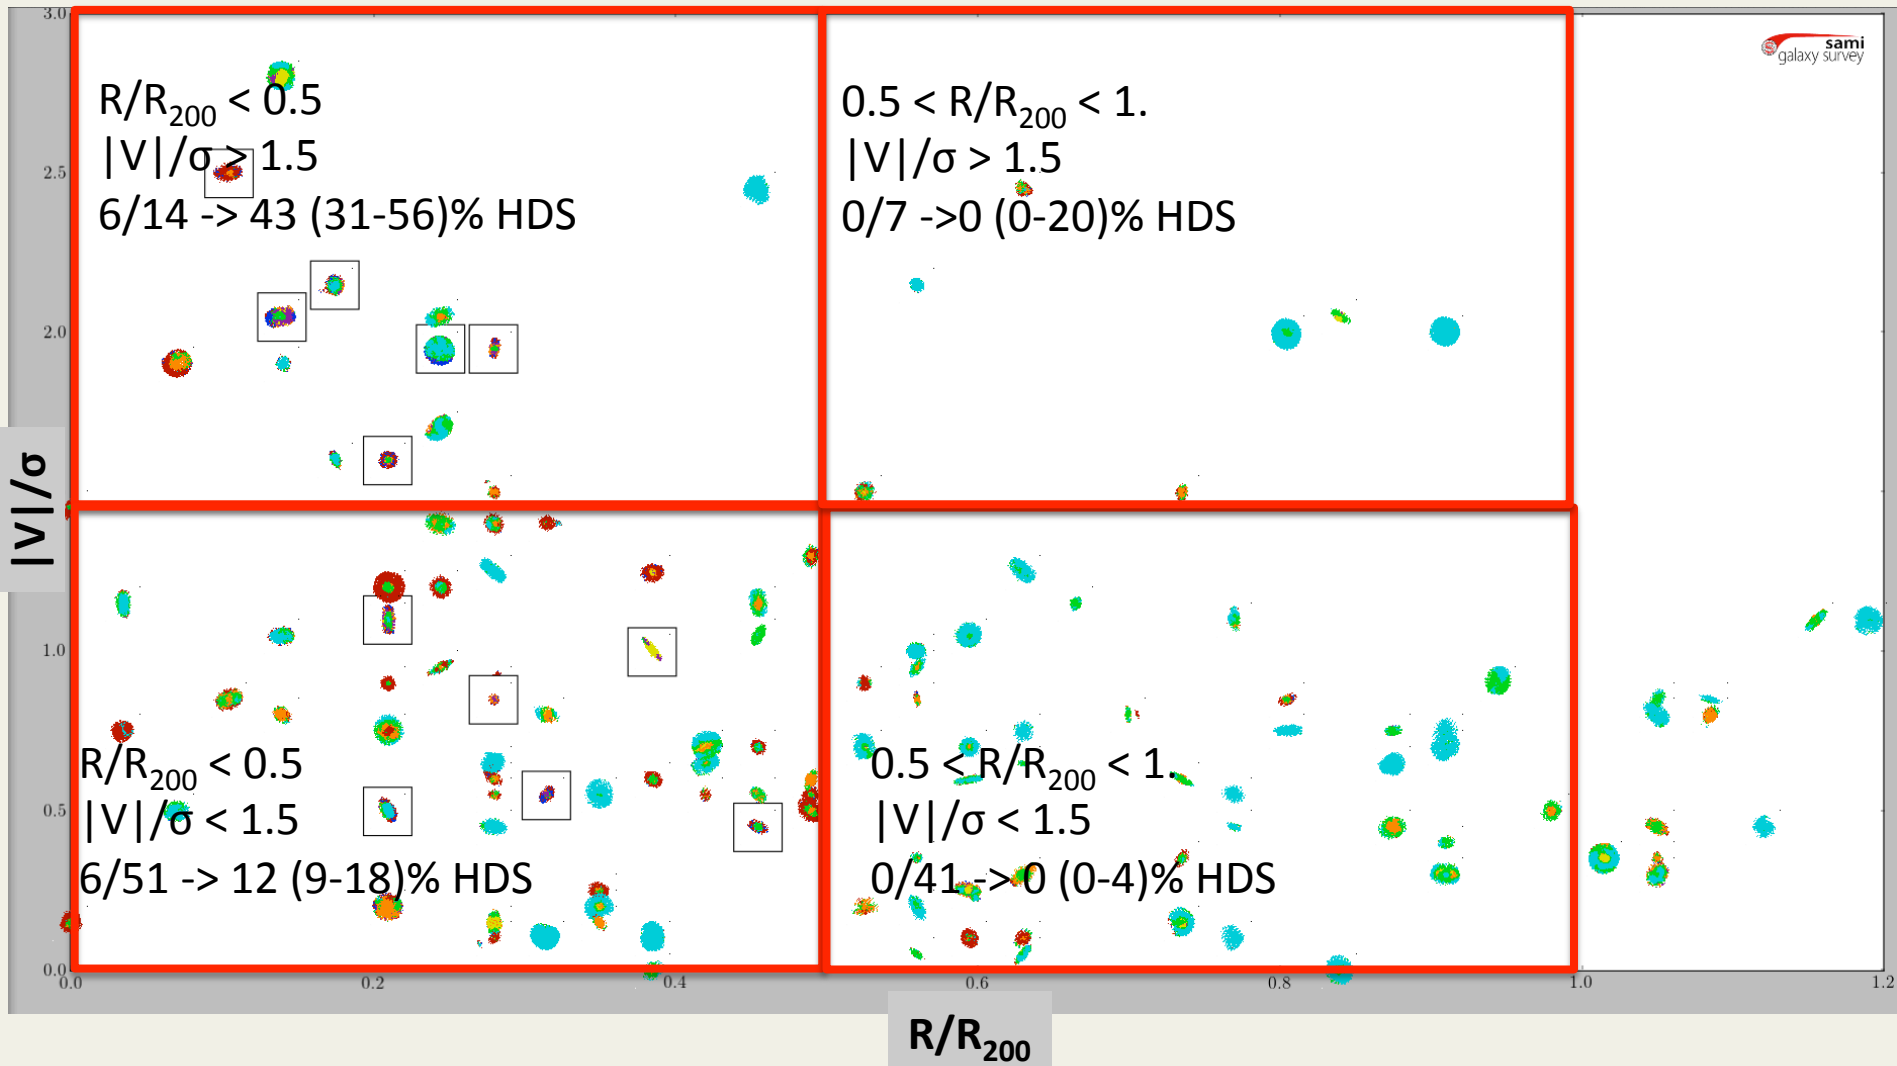 3.0
2.5
2.0
1.0
0.5
0.0
|V|/σ
sami
galaxy survey
R/R200 < 0.5
|V|/σ > 1.5
6/14 -> 43 (31-56)% HDS
0.5 < R/R200 < 1.
|V|/σ > 1.5
0/7 ->0 (0-20)% HDS
R/R200 < 0.5
|V|/σ < 1.5
6/51 -> 12 (9-18)% HDS
0.5 < R/R200 < 1.
|V|/σ < 1.5
0/41 -> 0 (0-4)% HDS
0.0 0.2 0.4 0.6 0.8 1.0 1.2
R/R200